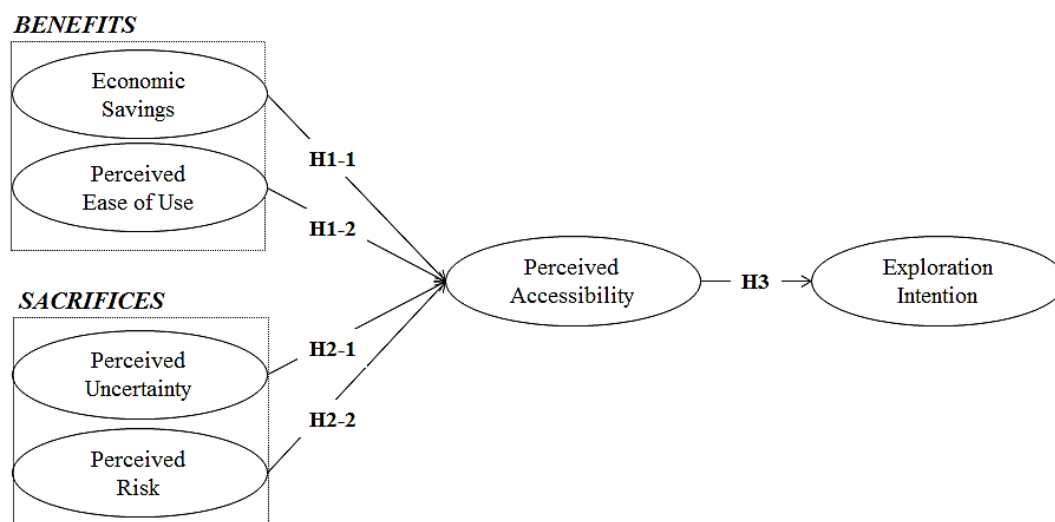 BENEFITS
Economic
Savings
H1-1
Perceived
Ease of Use
H1-2
Perceived
Accessibility
H3
Exploration
Intention
SACRIFICES
Perceived
Uncertainty
H2-1
H2-2
Perceived
Risk